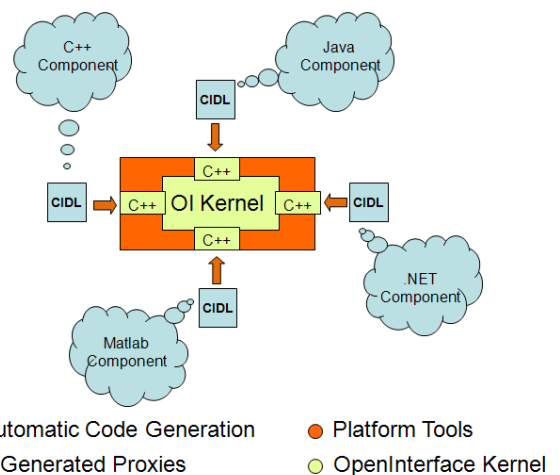 C++
Component
Java
Component
CIDL
C++
CIDL
C++
OI Kernel
C++
CIDL
C++
.NET
Component
CIDL
Matlab
Component
utomatic Code Generation
Platform Tools
Generated Proxies
OpenInterface Kernel